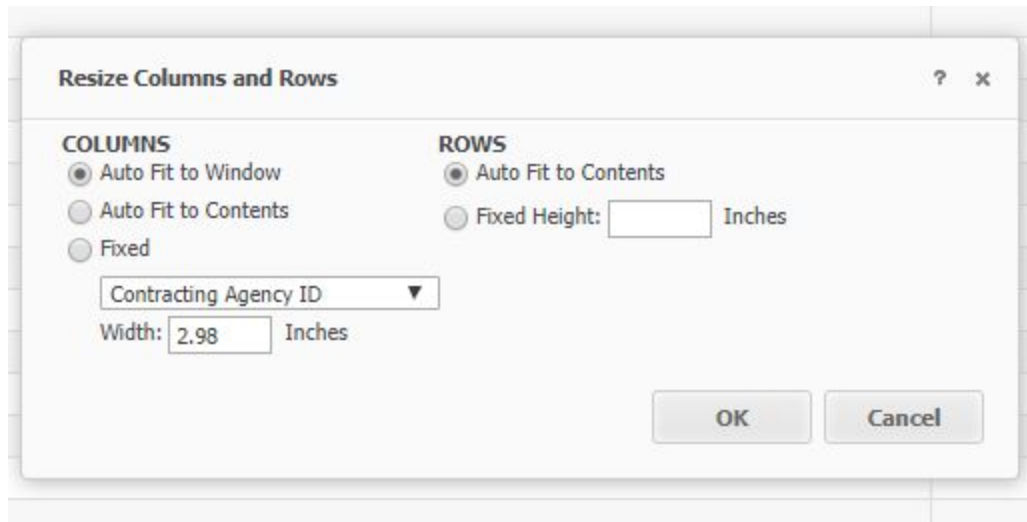 Resize Columns and Rows ? ×
COLUMNS
Auto Fit to Window
Auto Fit to Contents
Fixed
Contracting Agency ID
Width: 2.98 Inches
ROWS
Auto Fit to Contents
Fixed Height: Inches
OK
Cancel